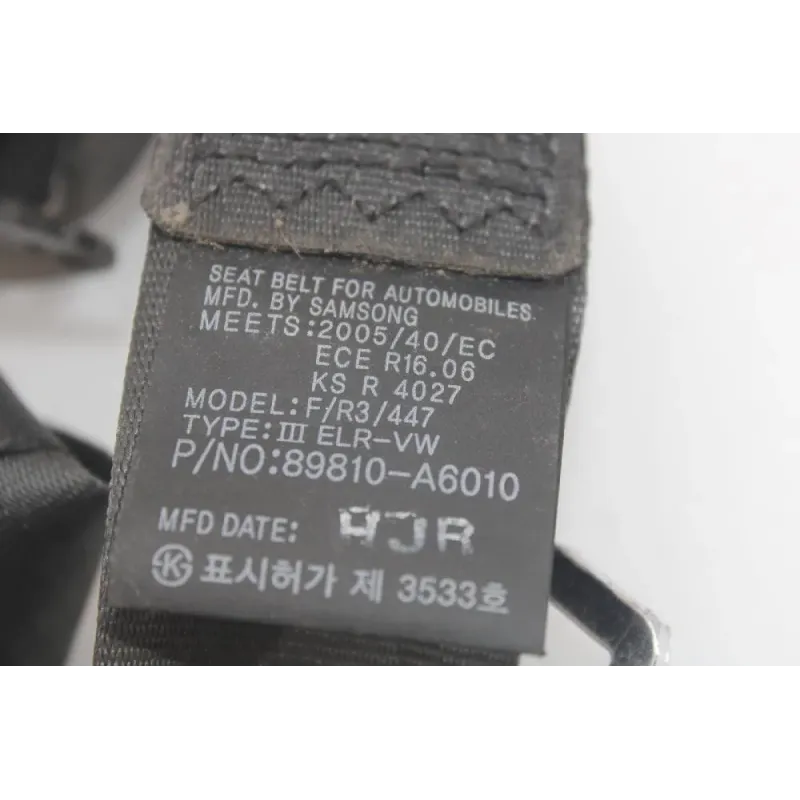 SEAT BELT FOR AUTOMOBILES.
MFD. BY SAMSONG
MEETS:2005/40/EC
ECE R16.06
KS R 4027
MODEL:F/R3/447
TYPE:III ELR-VW
P/NO:89810-A6010
MFD DATE:
표시허가 제 3533호